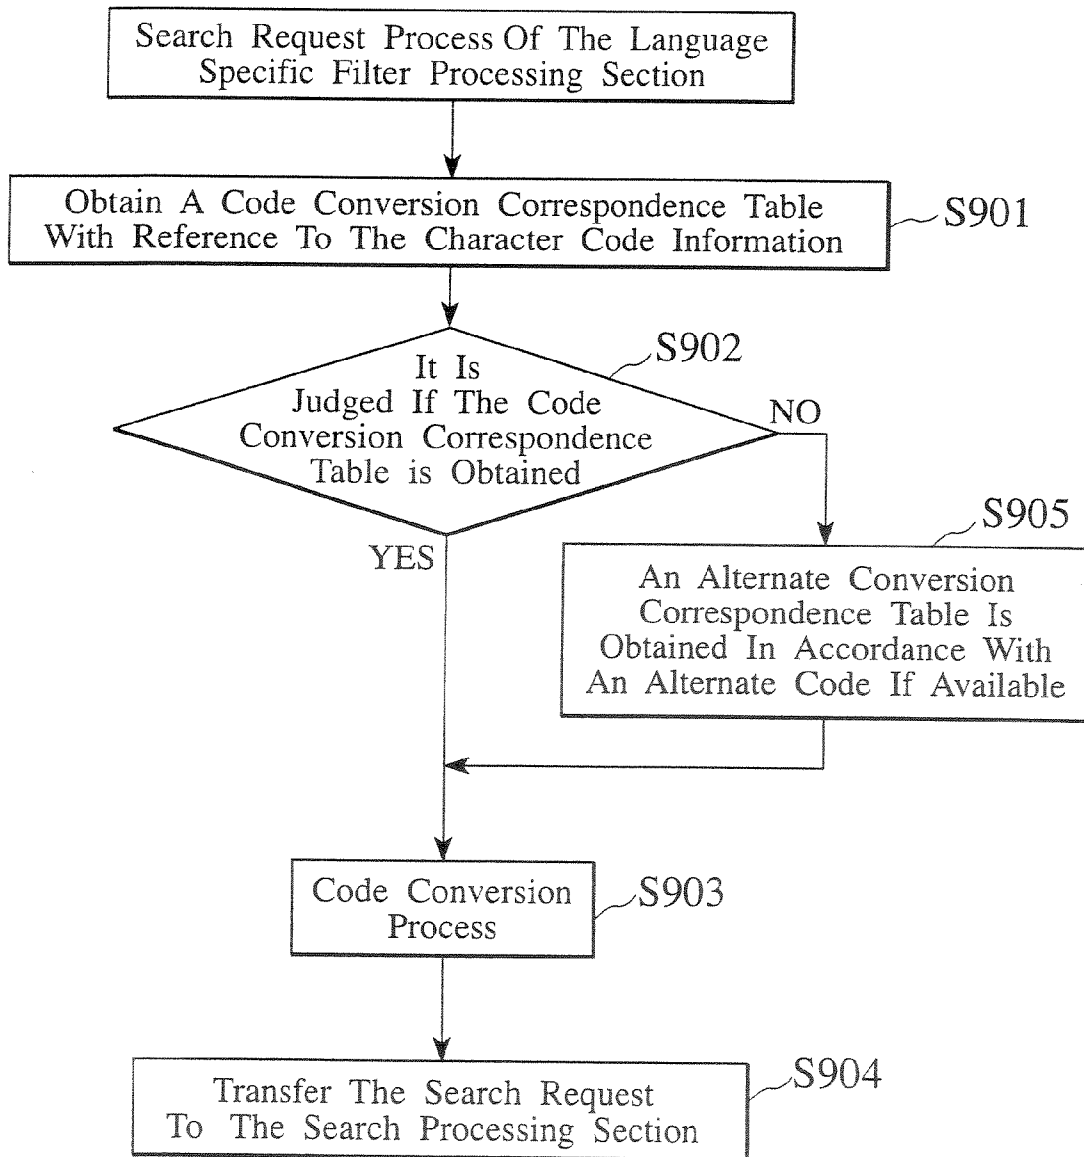 Search Request Process Of The Language
Specific Filter Processing Section
Obtain A Code Conversion Correspondence Table
With Reference To The Character Code Information
S901
S902
It Is
Judged If The Code
Conversion Correspondence
Table is Obtained
NO
YES
S905
An Alternate Conversion
Correspondence Table Is
Obtained In Accordance With
An Alternate Code If Available
Code Conversion
Process
S903
Transfer The Search Request
To The Search Processing Section
S904